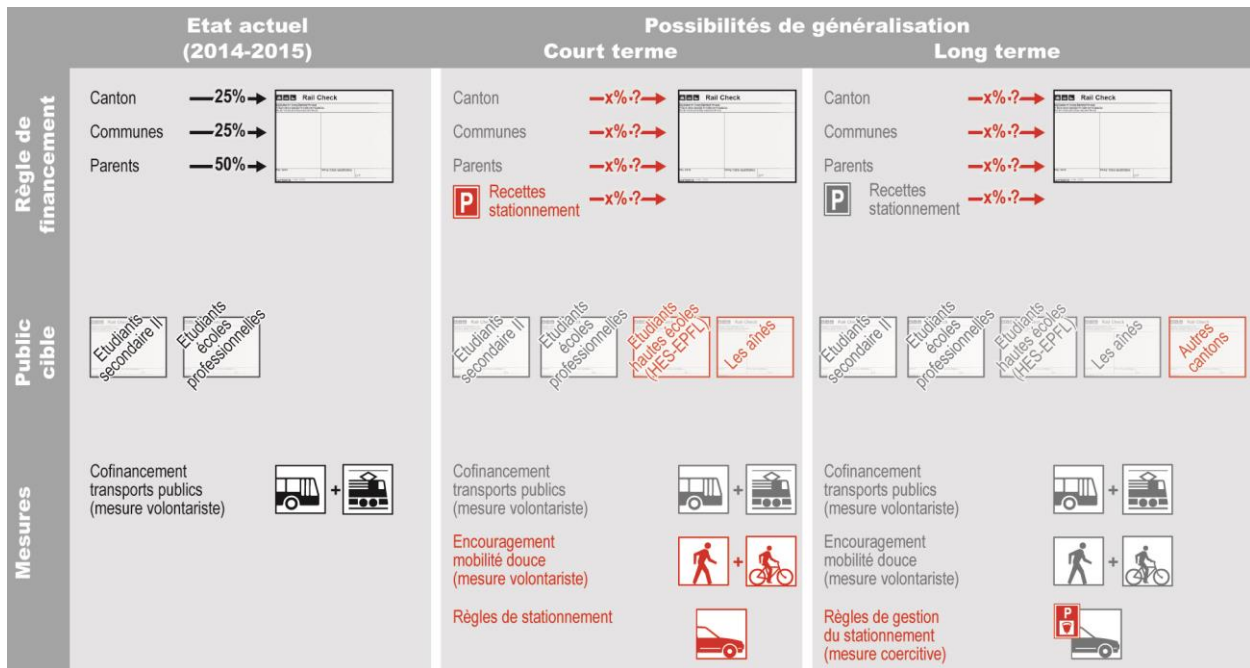 Etat actuel
(2014-2015)
Possibilités de généralisation
Court terme
Long terme
Règle de
financement
Canton
25%
Communes
25%
Parents
50%
Rail Check
Canton
x%·?
Communes
x%·?
Parents
x%·?
P
Recettes
stationnement
x%·?
Rail Check
Canton
x%·?
Communes
x%·?
Parents
x%·?
P
Recettes
stationnement
x%·?
Rail Check
Public
cible
Etudiants
secondaire II
Etudiants
écoles
professionnelles
Etudiants
secondaire II
Etudiants
écoles
professionnelles
Etudiants
hautes écoles
(HES-EPFL)
Les aînés
Etudiants
secondaire II
Etudiants
écoles
professionnelles
Etudiants
hautes écoles
(HES-EPFL)
Les aînés
Autres
cantons
Mesures
Cofinancement
transports publics
(mesure volontariste)
+
Cofinancement
transports publics
(mesure volontariste)
+
Encouragement
mobilité douce
(mesure volontariste)
+
Règles de stationnement
Cofinancement
transports publics
(mesure volontariste)
+
Encouragement
mobilité douce
(mesure volontariste)
+
Règles de gestion
du stationnement
(mesure coercitive)
P